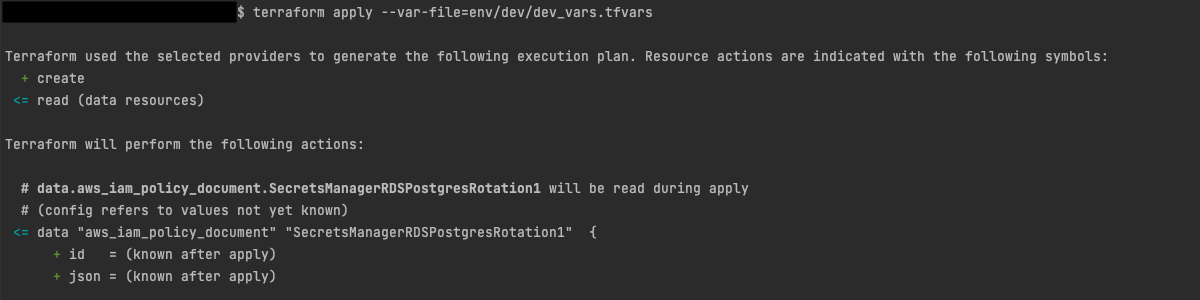 $ terraform apply --var-file=env/dev/dev_vars.tfvars
Terraform used the selected providers to generate the following execution plan. Resource actions are indicated with the following symbols:
+ create
<= read (data resources)
Terraform will perform the following actions:
# data.aws_iam_policy_document.SecretsManagerRDSPostgresRotation1 will be read during apply
# (config refers to values not yet known)
<= data "aws_iam_policy_document" "SecretsManagerRDSPostgresRotation1"  {
+ id   = (known after apply)
+ json = (known after apply)